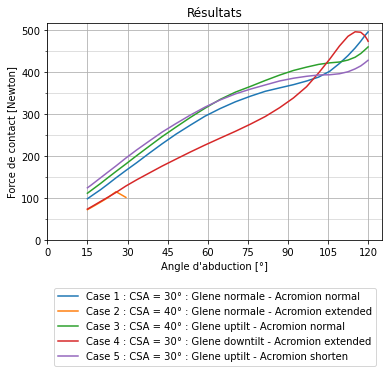 Résultats
Force de contact [Newton]
500
400
300
200
100
0
0 15 30 45 60 75 90 105 120
Angle d'abduction [°]
Case 1 : CSA = 30° : Glene normale - Acromion normal
Case 2 : CSA = 40° : Glene normale - Acromion extended
Case 3 : CSA = 40° : Glene uptilt - Acromion normal
Case 4 : CSA = 30° : Glene downtilt - Acromion extended
Case 5 : CSA = 30° : Glene uptilt - Acromion shorten